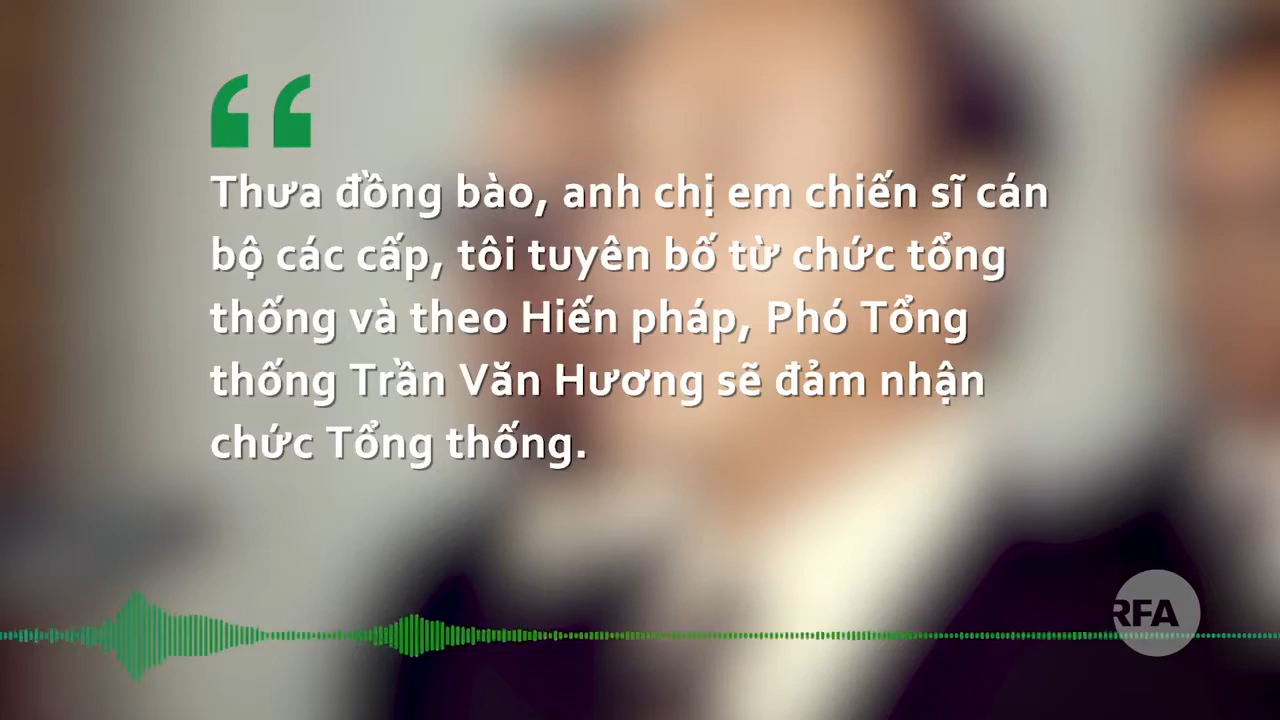 Thưa đồng bào, anh chị em chiến sĩ cán
bộ các cấp, tôi tuyên bố từ chức tổng
thống và theo Hiến pháp, Phó Tổng
thống Trần Văn Hương sẽ đảm nhận
chức Tổng thống.
RFA